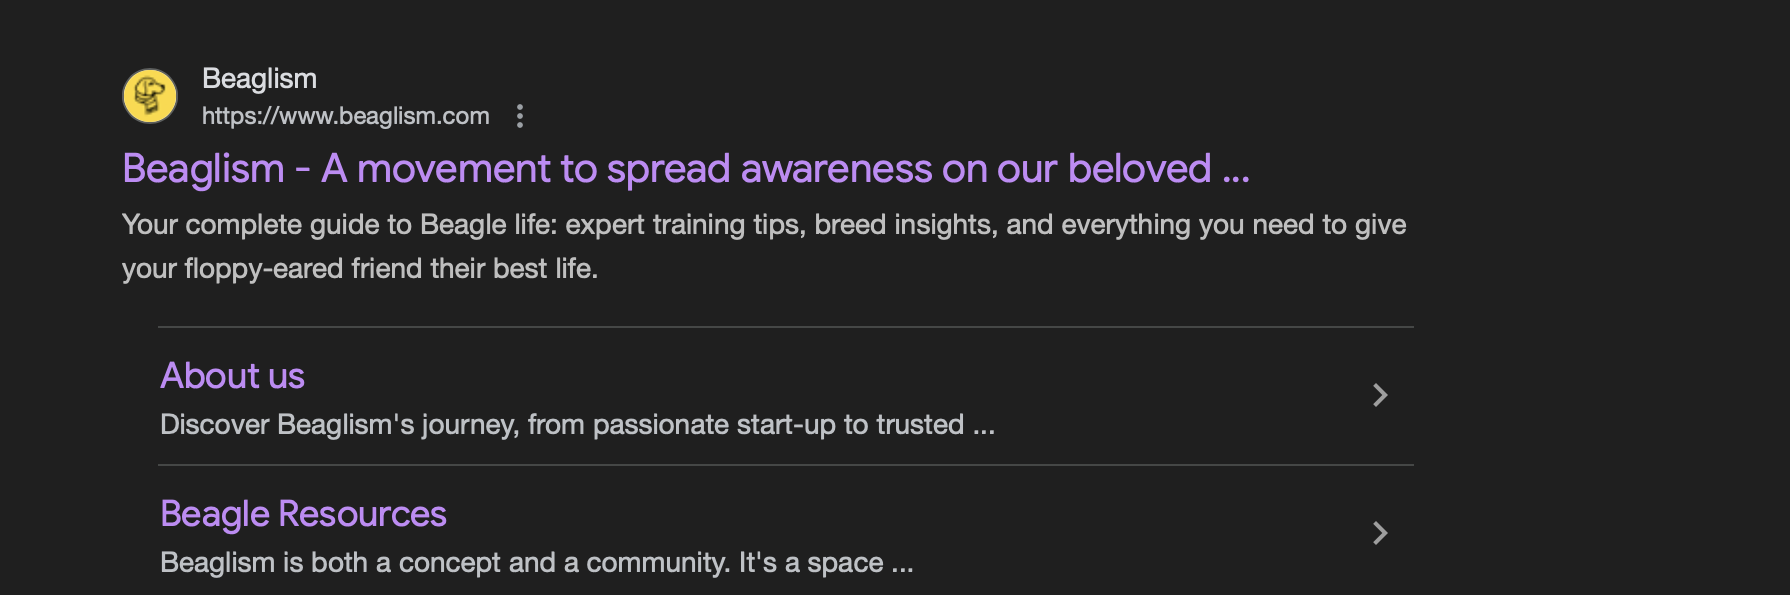 Beaglism
https://www.beaglism.com
Beaglism - A movement to spread awareness on our beloved ...
Your complete guide to Beagle life: expert training tips, breed insights, and everything you need to give
your floppy-eared friend their best life.
About us
Discover Beaglism's journey, from passionate start-up to trusted ...
Beagle Resources
Beaglism is both a concept and a community. It's a space ...